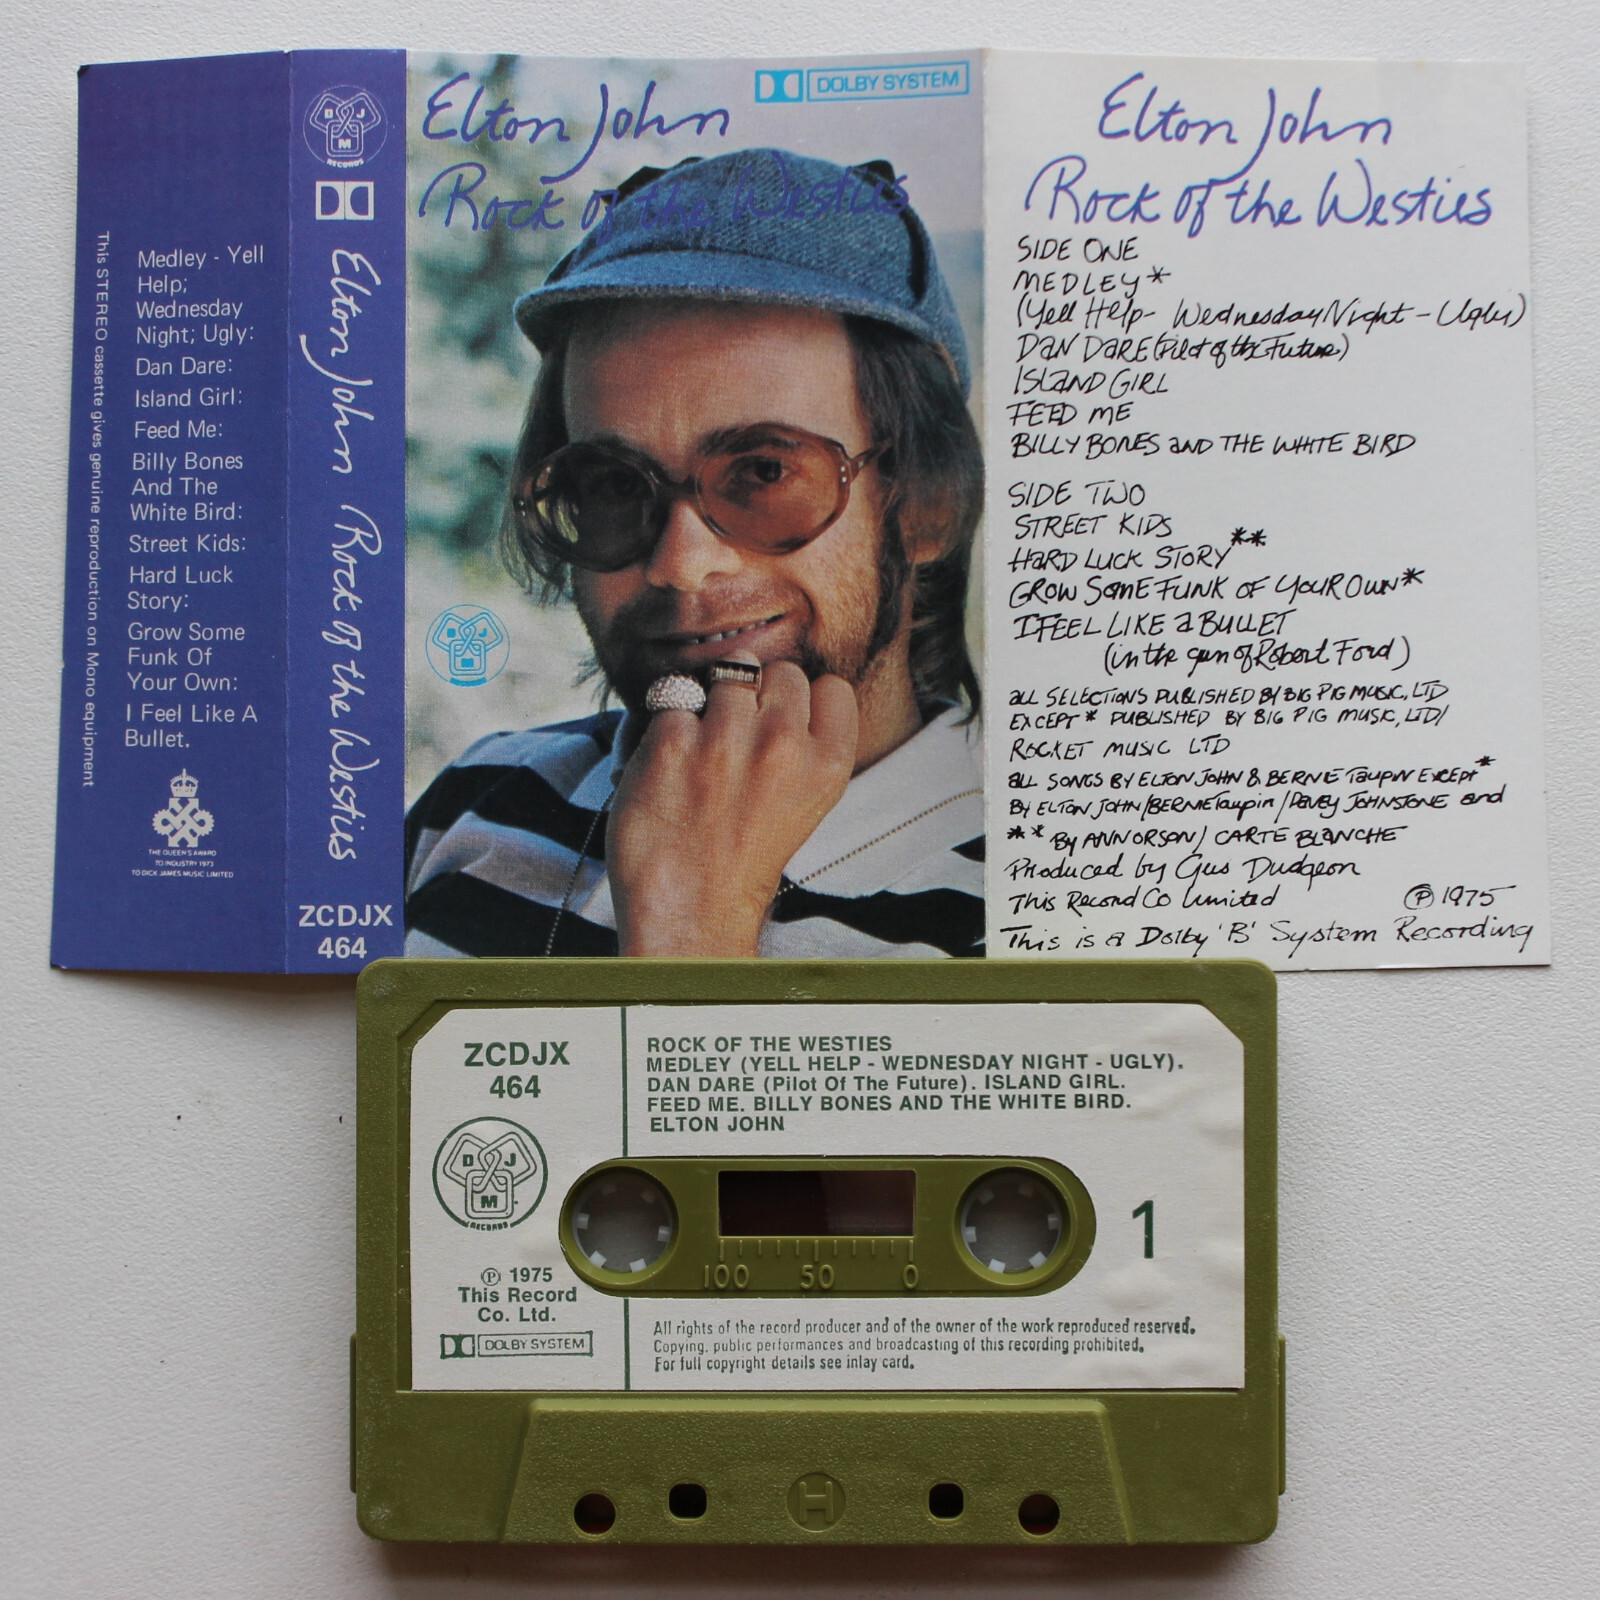 This STEREO cassette gives genuine reproduction on Mono equipment
Medley - Yell
Help;
Wednesday
Night; Ugly:
Dan Dare:
Island Girl:
Feed Me:
Billy Bones
And The
White Bird:
Street Kids:
Hard Luck
Story:
Grow Some
Funk Of
Your Own:
I Feel Like A
Bullet.
THE QUEEN'S AWARD
TO INDUSTRY 1973
TO DICK JAMES MUSIC LIMITED
D J
M
RECORDS
Elton John Rock of the Westies
ZCDJX
464
Elton John
DOLBY SYSTEM
Rock of the Westies
D J
M
Elton John
Rock of the Westies
SIDE ONE
MEDLEY*
(Yell Help- Wednesday Night - Ugly)
DAN DARE (Pilot of the Future)
ISLAND GIRL
FEED ME
BILLY BONES and THE WHITE BIRD
SIDE TWO
STREET KIDS
HARD LUCK STORY**
GROW SOME FUNK OF YOUR OWN*
I FEEL LIKE a BULLET
(in the gun of Robert Ford)
all SELECTIONS PUBLISHED BY BIG PIG MUSIC, LTD
EXCEPT * PUBLISHED BY BIG PIG MUSIC, LTD/
ROCKET MUSIC LTD
all SONGS BY ELTON JOHN & BERNIE Taupin EXCEPT *
By ELTON JOHN/BERNIE Taupin/DAVEY JOHNSTONE and
** By ANN ORSON/ CARTE BLANCHE
Produced by Gus Dudgeon
This Record Co Limited ℗ 1975
This is a Dolby 'B' System Recording
ZCDJX
464
D J
M
RECORDS
℗ 1975
This Record
Co. Ltd.
DOLBY SYSTEM
ROCK OF THE WESTIES
MEDLEY (YELL HELP - WEDNESDAY NIGHT - UGLY).
DAN DARE (Pilot Of The Future). ISLAND GIRL.
FEED ME. BILLY BONES AND THE WHITE BIRD.
ELTON JOHN
1
100 50 0
All rights of the record producer and of the owner of the work reproduced reserved.
Copying, public performances and broadcasting of this recording prohibited.
For full copyright details see inlay card.
H